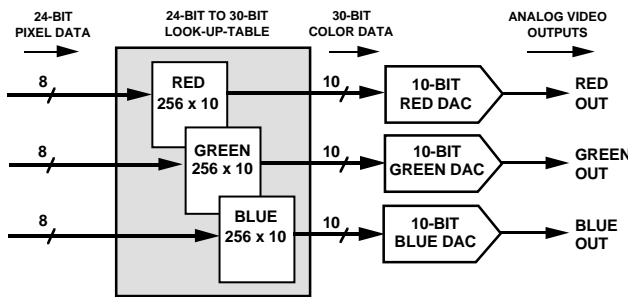 24-BIT
PIXEL DATA
24-BIT TO 30-BIT
LOOK-UP-TABLE
30-BIT
COLOR DATA
ANALOG VIDEO
OUTPUTS
8
RED
256 x 10
10
10-BIT
RED DAC
RED
OUT
8
GREEN
256 x 10
10
10-BIT
GREEN DAC
GREEN
OUT
8
BLUE
256 x 10
10
10-BIT
BLUE DAC
BLUE
OUT